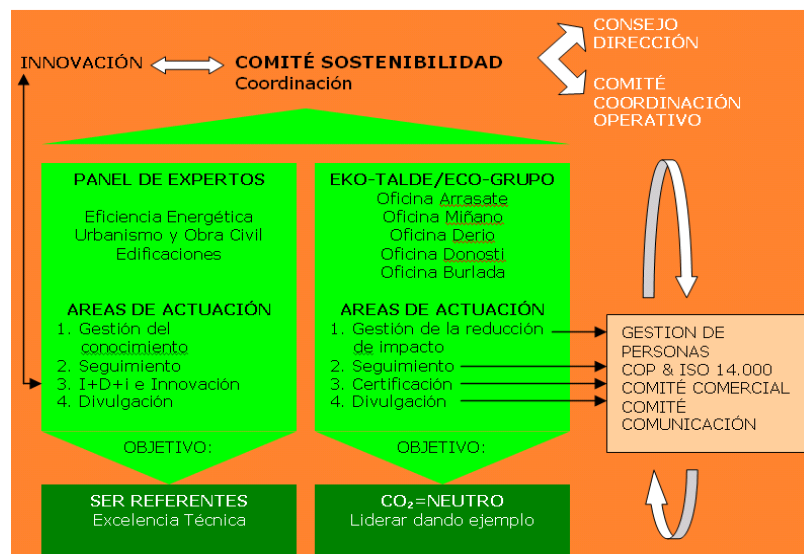 INNOVACIÓN
COMITÉ SOSTENIBILIDAD
Coordinación
CONSEJO
DIRECCIÓN
COMITÉ
COORDINACIÓN
OPERATIVO
PANEL DE EXPERTOS
Eficiencia Energética
Urbanismo y Obra Civil
Edificaciones
AREAS DE ACTUACIÓN
1. Gestión del
conocimiento
2. Seguimiento
3. I+D+i e Innovación
4. Divulgación
OBJETIVO:
SER REFERENTES
Excelencia Técnica
EKO-TALDE/ECO-GRUPO
Oficina Arrasate
Oficina Miñano
Oficina Derio
Oficina Donosti
Oficina Burlada
AREAS DE ACTUACIÓN
1. Gestión de la reducción
de impacto
2. Seguimiento
3. Certificación
4. Divulgación
OBJETIVO:
CO₂=NEUTRO
Liderar dando ejemplo
GESTION DE
PERSONAS
COP & ISO 14.000
COMITÉ COMERCIAL
COMITÉ
COMUNICACIÓN